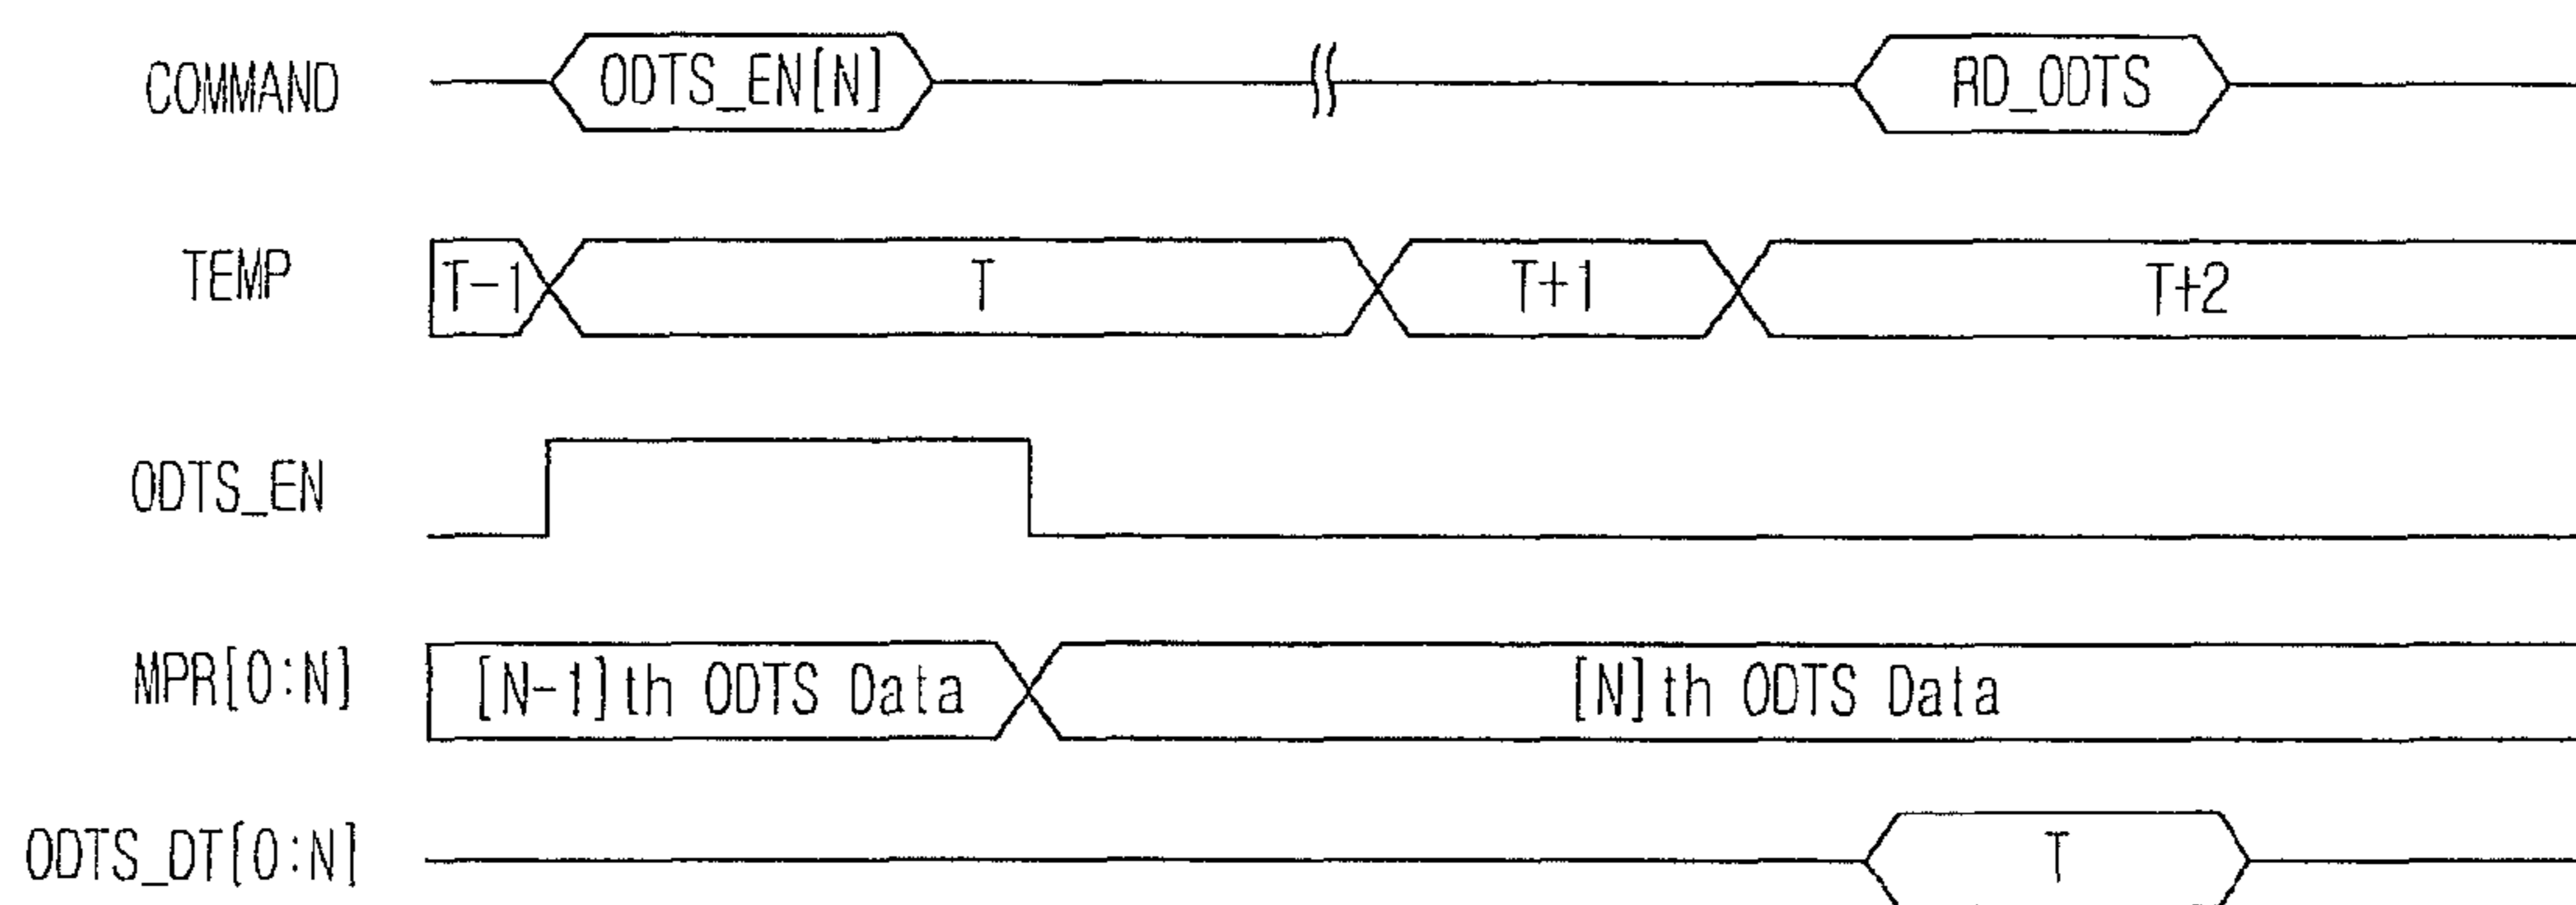 COMMAND ODTS_EN[N] RD_ODTS
TEMP T-1 T T+1 T+2
ODTS_EN
MPR[0:N] [N-1]th ODTS Data [N]th ODTS Data
ODTS_DT[0:N] T